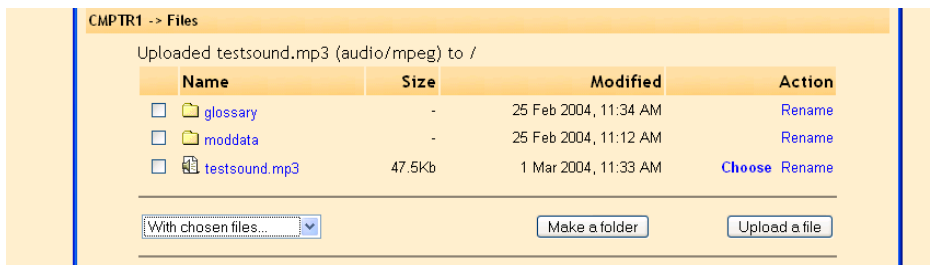 CMPTR1 -> Files
Uploaded testsound.mp3 (audio/mpeg) to /
Name Size Modified Action
glossary - 25 Feb 2004, 11:34 AM Rename
moddata - 25 Feb 2004, 11:12 AM Rename
testsound.mp3 47.5Kb 1 Mar 2004, 11:33 AM Choose Rename
With chosen files... Make a folder Upload a file